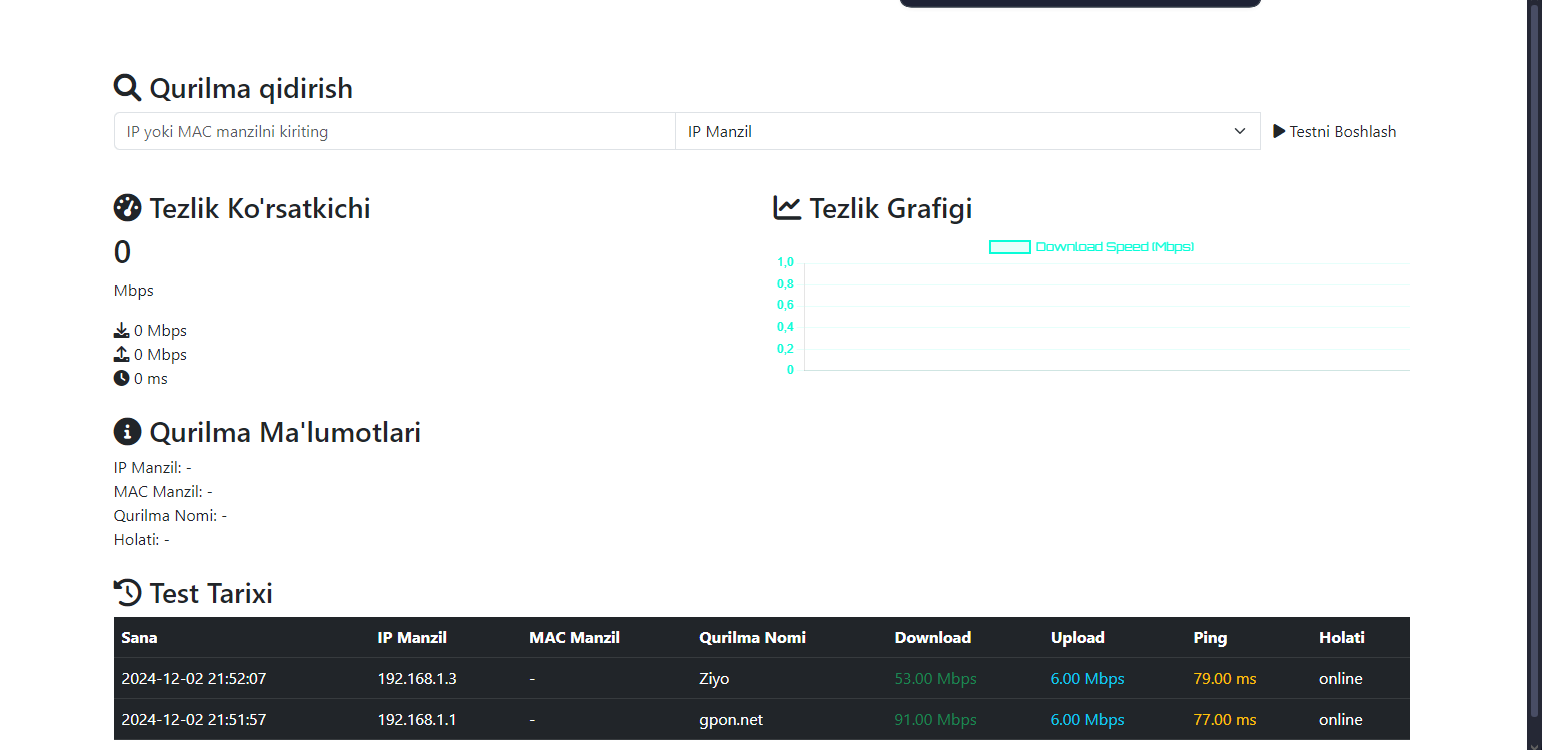 Qurilma qidirish
IP yoki MAC manzilni kiriting IP Manzil Testni Boshlash
Tezlik Ko'rsatkichi
0
Mbps
0 Mbps
0 Mbps
0 ms
Tezlik Grafigi
Download Speed (Mbps)
1,0
0,8
0,6
0,4
0,2
0
Qurilma Ma'lumotlari
IP Manzil: -
MAC Manzil: -
Qurilma Nomi: -
Holati: -
Test Tarixi
Sana IP Manzil MAC Manzil Qurilma Nomi Download Upload Ping Holati
2024-12-02 21:52:07 192.168.1.3 - Ziyo 53.00 Mbps 6.00 Mbps 79.00 ms online
2024-12-02 21:51:57 192.168.1.1 - gpon.net 91.00 Mbps 6.00 Mbps 77.00 ms online